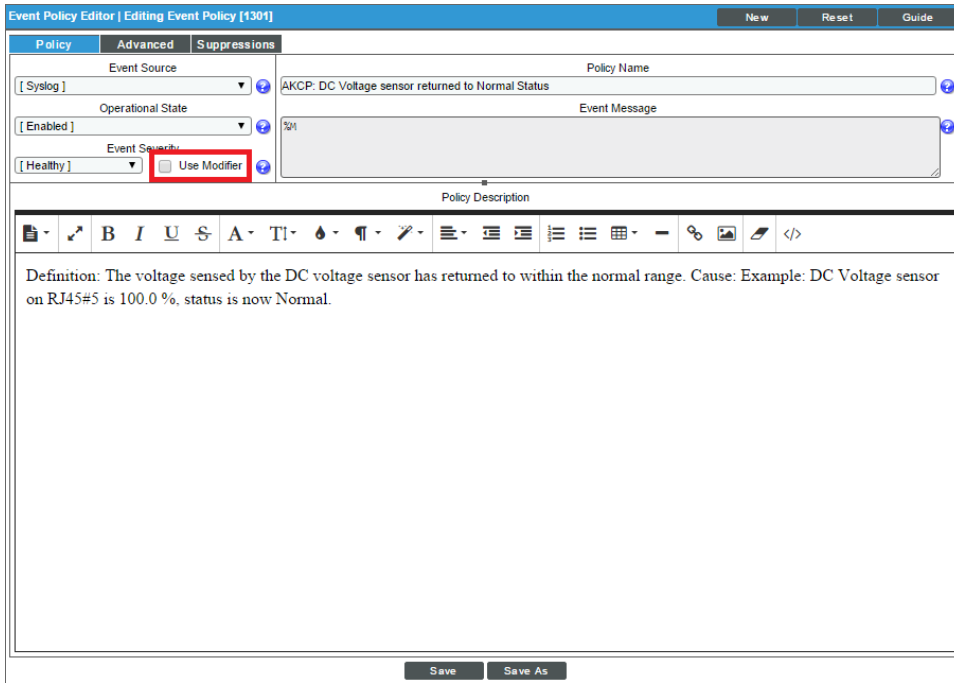 Event Policy Editor | Editing Event Policy [1301]
New
Reset
Guide
Policy
Advanced
Suppressions
Event Source
[ Syslog ]
Operational State
[ Enabled ]
Event Severity
[ Healthy ]
Use Modifier
Policy Name
AKCP: DC Voltage sensor returned to Normal Status
Event Message
%M
Policy Description
Definition: The voltage sensed by the DC voltage sensor has returned to within the normal range. Cause: Example: DC Voltage sensor
on RJ45#5 is 100.0 %, status is now Normal.
Save
Save As